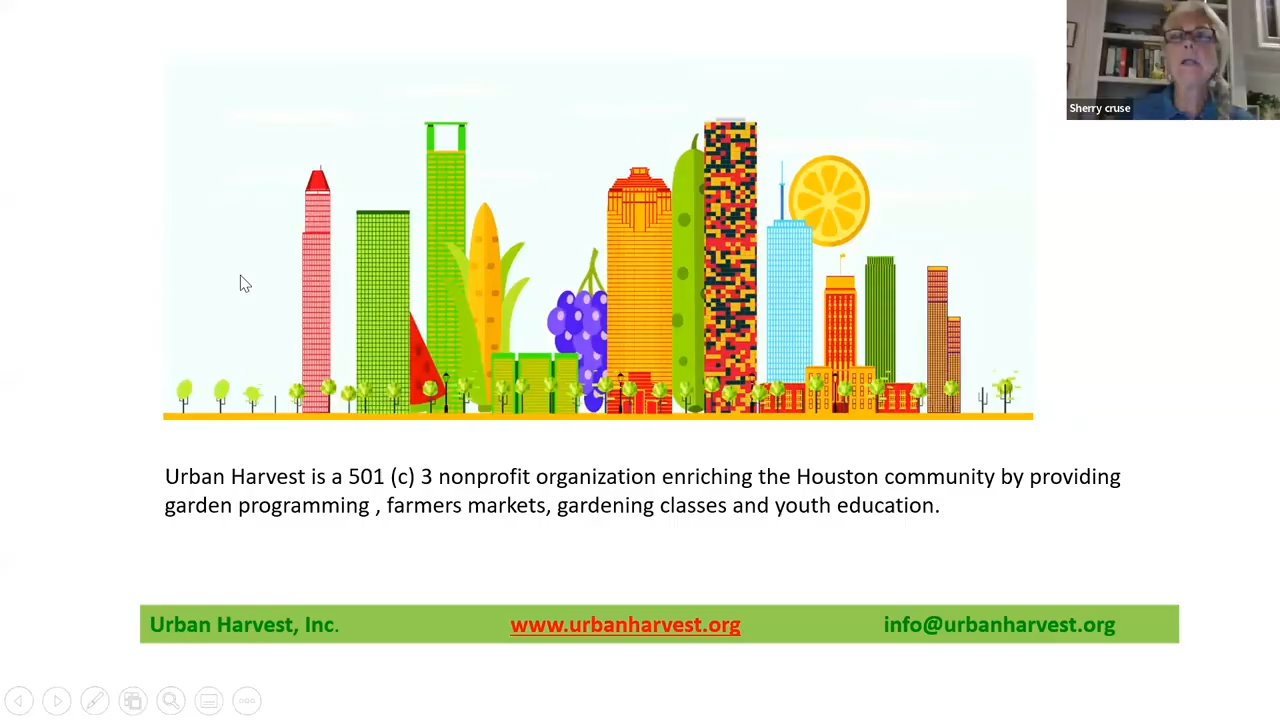 Sherry cruse
Urban Harvest is a 501 (c) 3 nonprofit organization enriching the Houston community by providing
garden programming , farmers markets, gardening classes and youth education.
Urban Harvest, Inc. www.urbanharvest.org info@urbanharvest.org